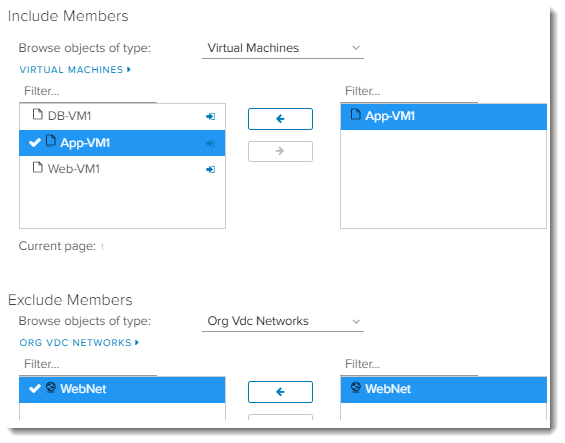 Include Members
Browse objects of type: Virtual Machines
VIRTUAL MACHINES
Filter... Filter...
DB-VM1 App-VM1
App-VM1
Web-VM1
Current page: 1
Exclude Members
Browse objects of type: Org Vdc Networks
ORG VDC NETWORKS
Filter... Filter...
WebNet WebNet